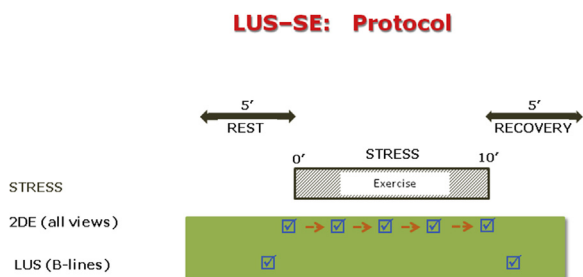 LUS–SE: Protocol
5′ 5′
REST RECOVERY
0′ STRESS 10′
STRESS Exercise
2DE (all views)
LUS (B-lines)